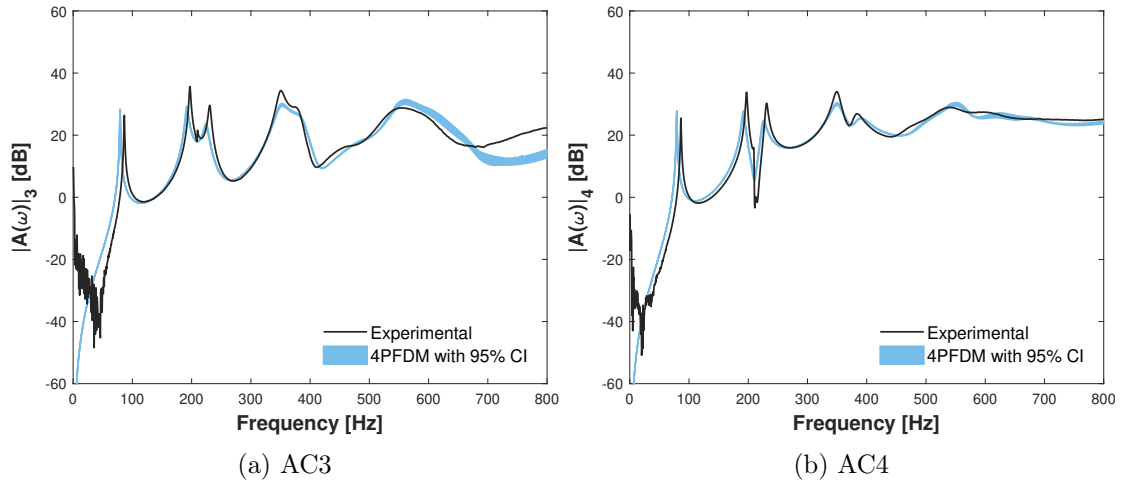 60
40
20
0
-20
-40
-60
|A(ω)|3 [dB]
0 100 200 300 400 500 600 700 800
Frequency [Hz]
Experimental
4PFDM with 95% CI
(a) AC3
60
40
20
0
-20
-40
-60
|A(ω)|4 [dB]
0 100 200 300 400 500 600 700 800
Frequency [Hz]
Experimental
4PFDM with 95% CI
(b) AC4